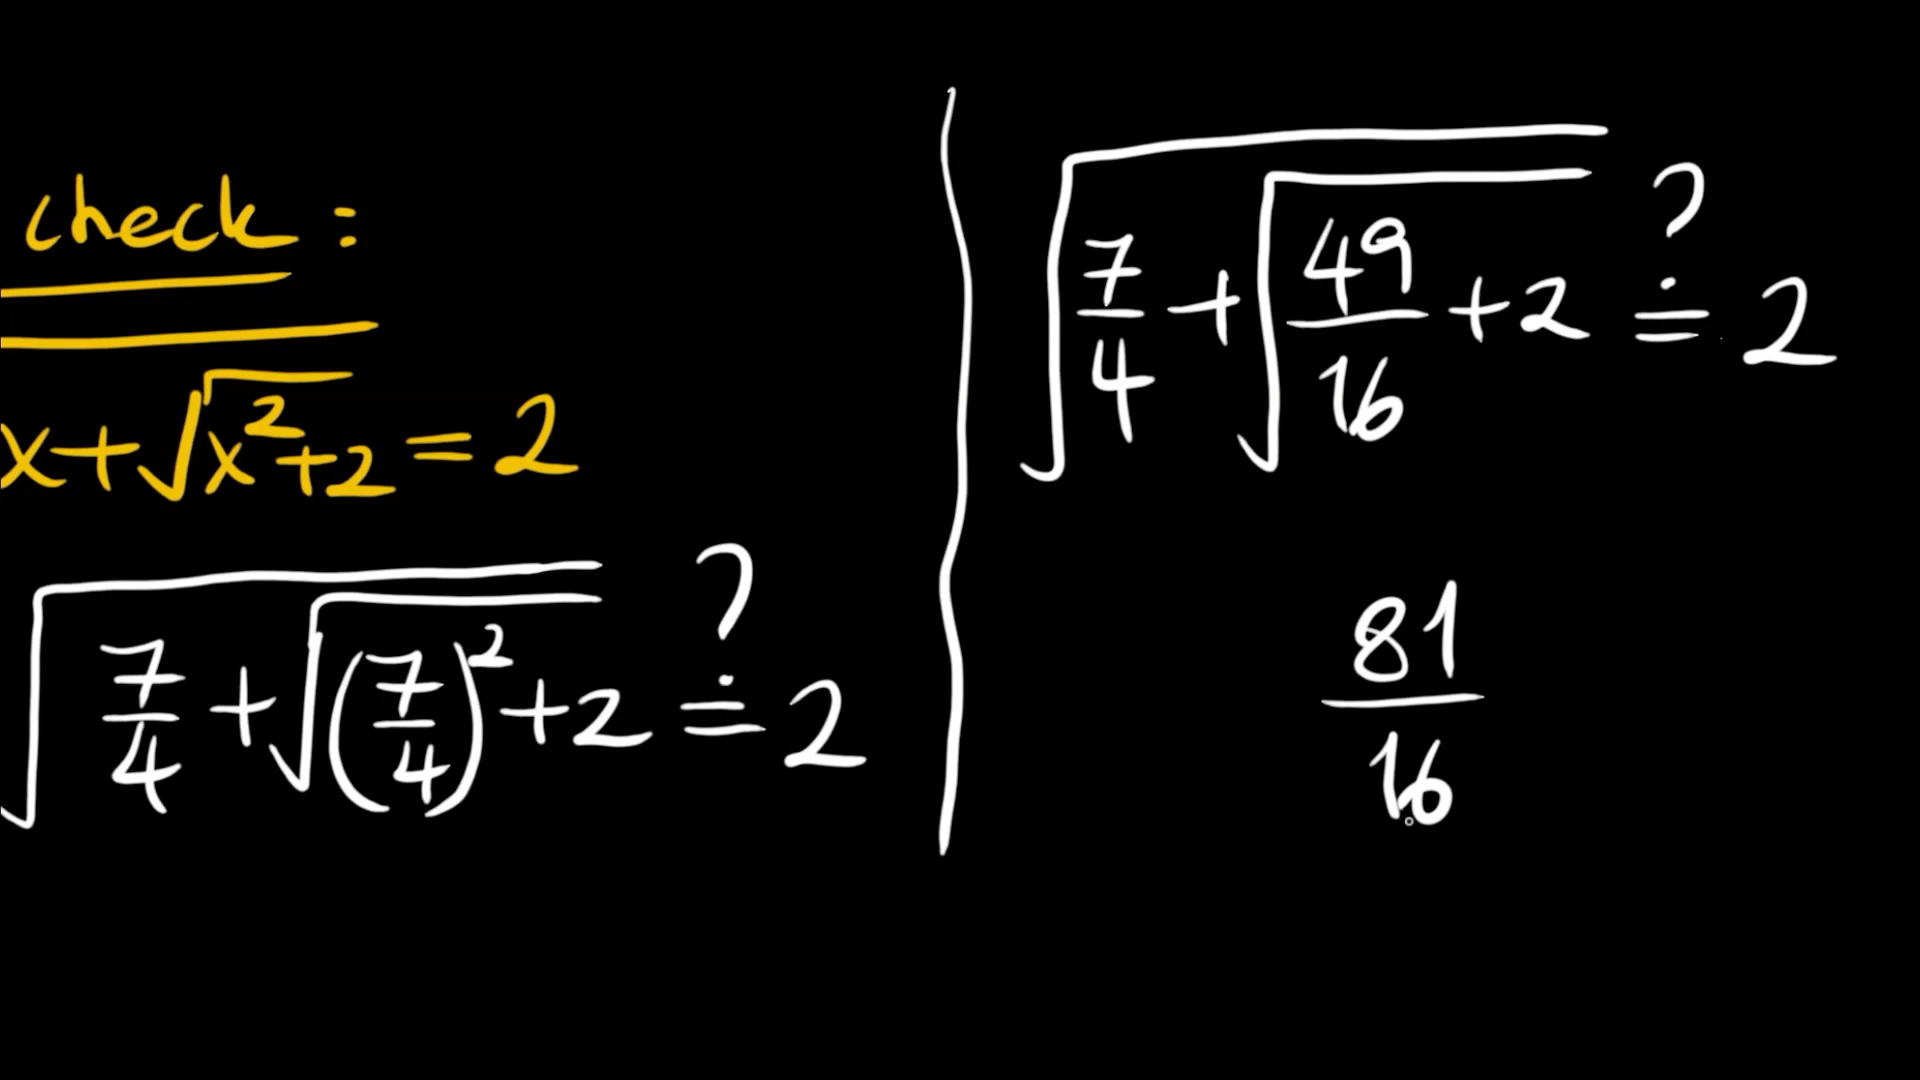 check:
x+√x²+2 = 2
√(7/4 + √((7/4)² + 2)) ≟ 2
√(7/4 + √(49/16 + 2)) ≟ 2
81/16